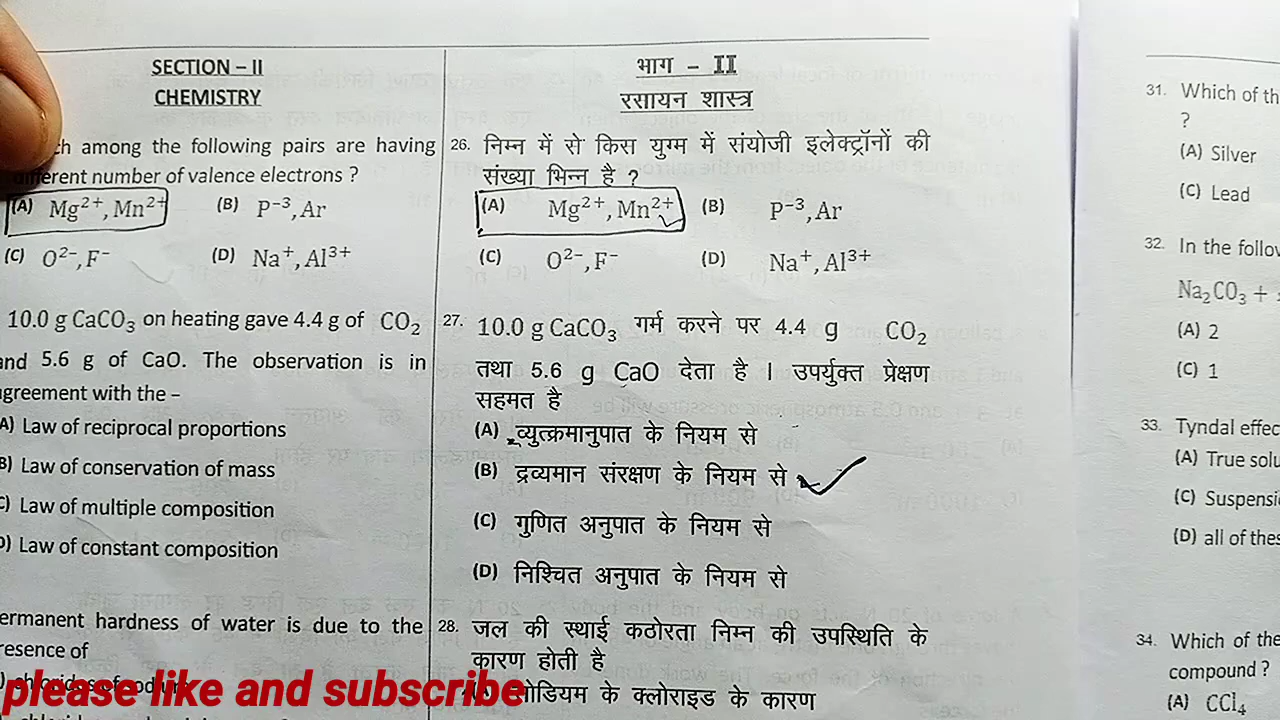 SECTION – II
CHEMISTRY
among the following pairs are having
number of valence electrons ?
(A) Mg²⁺, Mn²⁺ (B) P⁻³, Ar
(C) O²⁻, F⁻ (D) Na⁺, Al³⁺
10.0 g CaCO₃ on heating gave 4.4 g of CO₂
and 5.6 g of CaO. The observation is in
agreement with the –
A) Law of reciprocal proportions
B) Law of conservation of mass
C) Law of multiple composition
D) Law of constant composition
ermanent hardness of water is due to the
resence of
भाग – II
रसायन शास्त्र
26. निम्न में से किस युग्म में संयोजी इलेक्ट्रॉनों की
संख्या भिन्न है ?
(A) Mg²⁺, Mn²⁺ (B) P⁻³, Ar
(C) O²⁻, F⁻ (D) Na⁺, Al³⁺
27. 10.0 g CaCO₃ गर्म करने पर 4.4 g CO₂
तथा 5.6 g CaO देता है । उपर्युक्त प्रेक्षण
सहमत है
(A) व्युत्क्रमानुपात के नियम से
(B) द्रव्यमान संरक्षण के नियम से
(C) गुणित अनुपात के नियम से
(D) निश्चित अनुपात के नियम से
28. जल की स्थाई कठोरता निम्न की उपस्थिति के
कारण होती है
के क्लोराइड के कारण
31. Which of th
?
(A) Silver
(C) Lead
32. In the follow
Na₂CO₃ +
(A) 2
(C) 1
33. Tyndal effec
(A) True solu
(C) Suspensi
(D) all of thes
34. Which of the
compound ?
(A) CCl₄
please like and subscribe